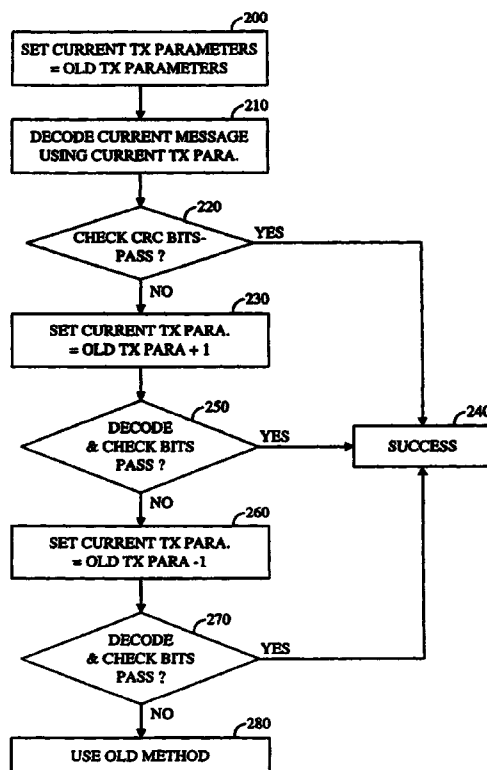 200
SET CURRENT TX PARAMETERS
= OLD TX PARAMETERS
210
DECODE CURRENT MESSAGE
USING CURRENT TX PARA.
220
CHECK CRC BITS-
PASS ?
YES
NO
230
SET CURRENT TX PARA.
= OLD TX PARA + 1
250
DECODE
& CHECK BITS
PASS ?
YES
240
SUCCESS
NO
260
SET CURRENT TX PARA.
= OLD TX PARA -1
270
DECODE
& CHECK BITS
PASS ?
YES
NO
280
USE OLD METHOD